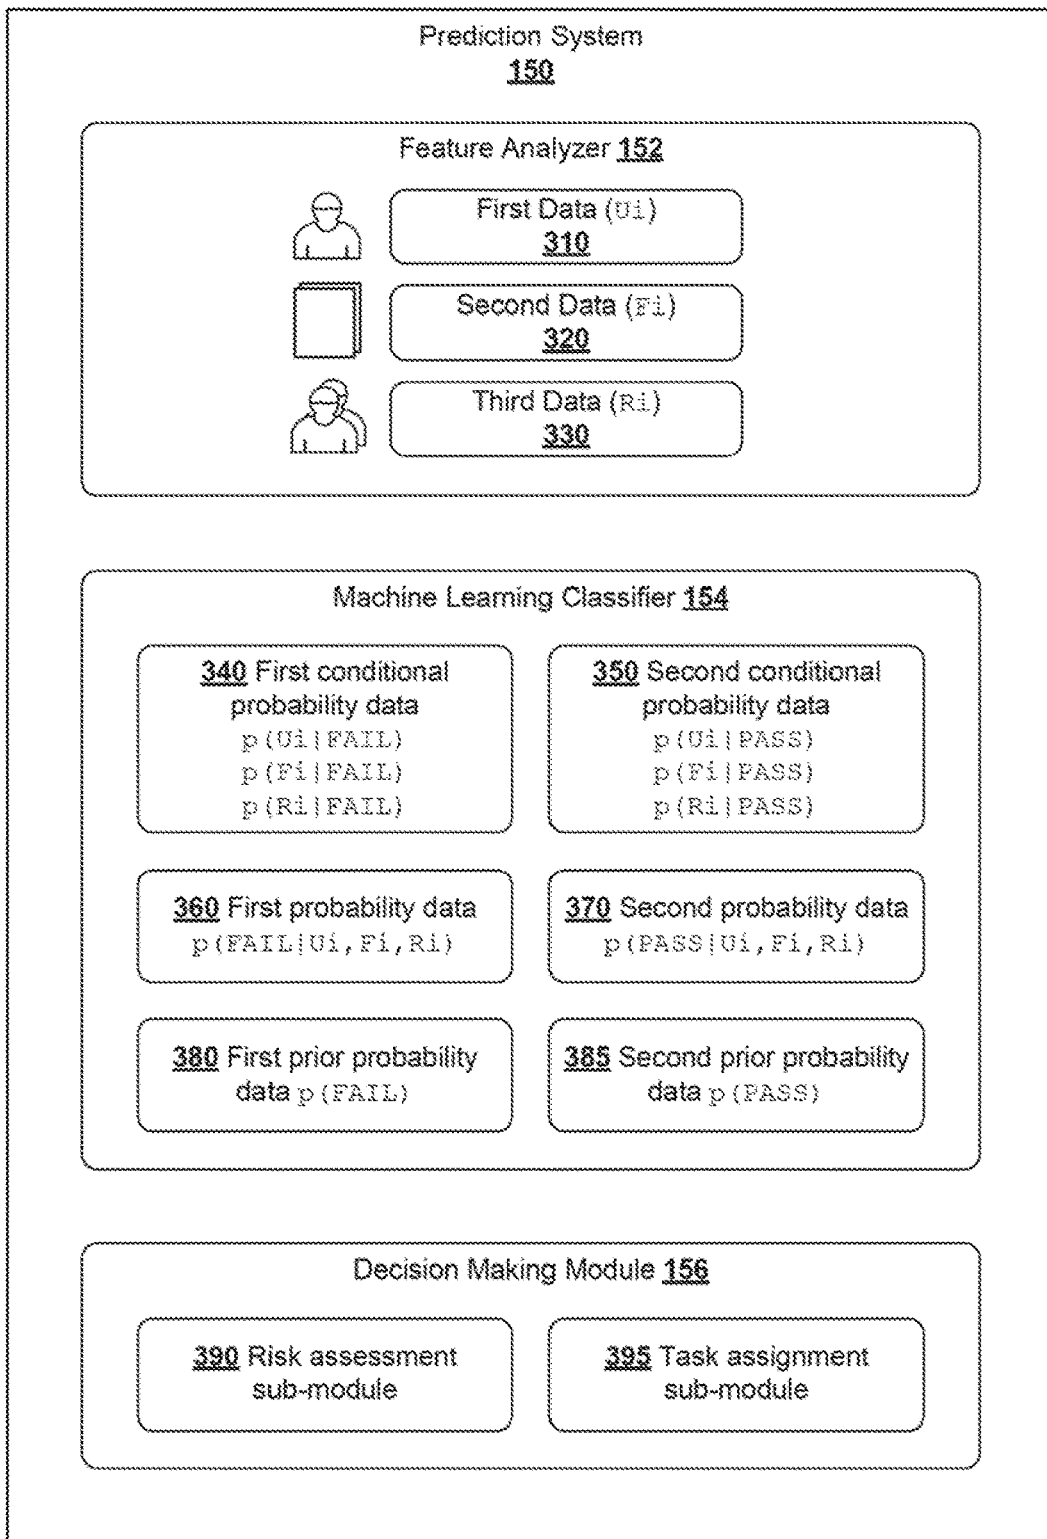 Prediction System
150
Feature Analyzer 152
First Data (Ui)
310
Second Data (Fi)
320
Third Data (Ri)
330
Machine Learning Classifier 154
340 First conditional
probability data
p(Ui|FAIL)
p(Fi|FAIL)
p(Ri|FAIL)
350 Second conditional
probability data
p(Ui|PASS)
p(Fi|PASS)
p(Ri|PASS)
360 First probability data
p(FAIL|Ui,Fi,Ri)
370 Second probability data
p(PASS|Ui,Fi,Ri)
380 First prior probability
data p(FAIL)
385 Second prior probability
data p(PASS)
Decision Making Module 156
390 Risk assessment
sub-module
395 Task assignment
sub-module